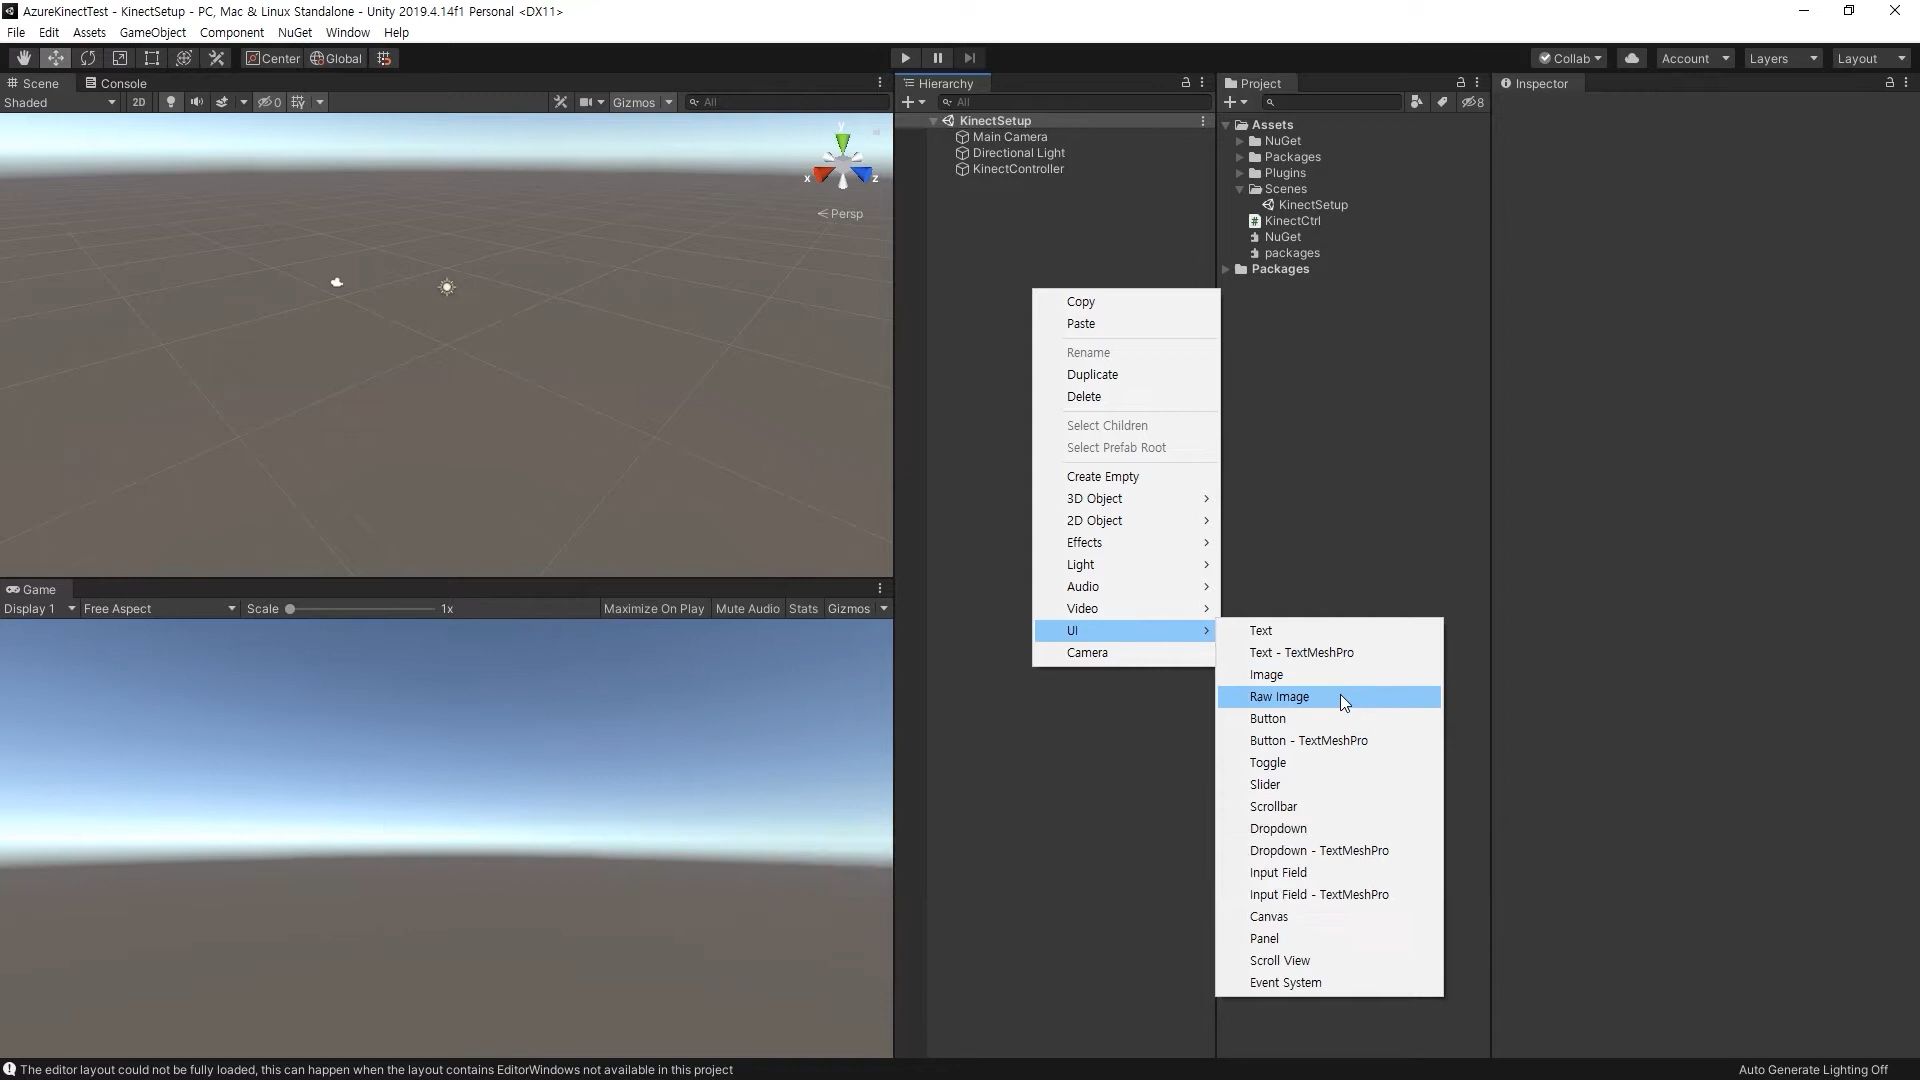 AzureKinectTest - KinectSetup - PC, Mac & Linux Standalone - Unity 2019.4.14f1 Personal <DX11>
File Edit Assets GameObject Component NuGet Window Help
Center Global Collab Account Layers Layout
Scene Console
Shaded 2D 0 Gizmos All
Hierarchy
All
KinectSetup
Main Camera
Directional Light
KinectController
Project
8
Assets
NuGet
Packages
Plugins
Scenes
KinectSetup
KinectCtrl
NuGet
packages
Packages
Inspector
y
x z
Persp
Copy
Paste
Rename
Duplicate
Delete
Select Children
Select Prefab Root
Create Empty
3D Object
2D Object
Effects
Light
Audio
Video
UI
Camera
Text
Text - TextMeshPro
Image
Raw Image
Button
Button - TextMeshPro
Toggle
Slider
Scrollbar
Dropdown
Dropdown - TextMeshPro
Input Field
Input Field - TextMeshPro
Canvas
Panel
Scroll View
Event System
Game
Display 1 Free Aspect Scale 1x Maximize On Play Mute Audio Stats Gizmos
The editor layout could not be fully loaded, this can happen when the layout contains EditorWindows not available in this project
Auto Generate Lighting Off